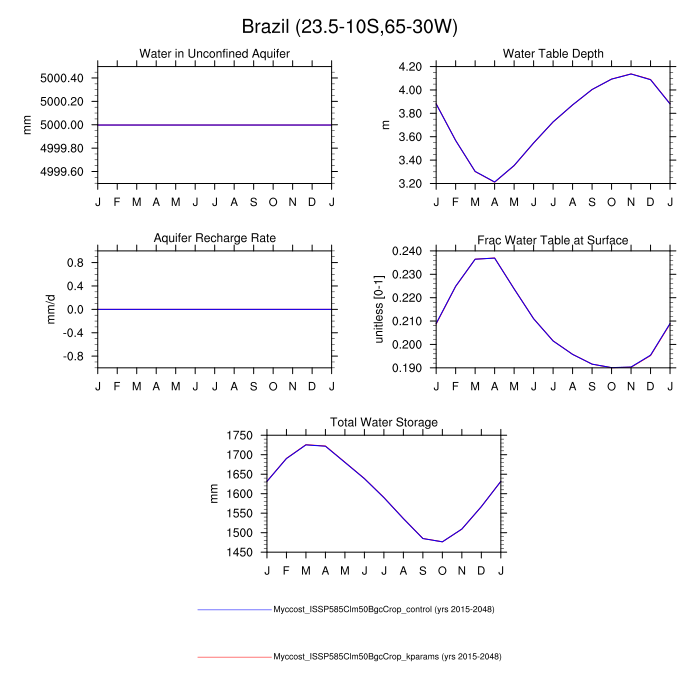 Brazil (23.5-10S,65-30W)
Water in Unconfined Aquifer
5000.40
5000.20
5000.00
4999.80
4999.60
mm
J F M A M J J A S O N D J
Water Table Depth
4.20
4.00
3.80
3.60
3.40
3.20
m
J F M A M J J A S O N D J
Aquifer Recharge Rate
0.8
0.4
0.0
-0.4
-0.8
mm/d
J F M A M J J A S O N D J
Frac Water Table at Surface
0.240
0.230
0.220
0.210
0.200
0.190
unitless [0-1]
J F M A M J J A S O N D J
Total Water Storage
1750
1700
1650
1600
1550
1500
1450
mm
J F M A M J J A S O N D J
Myccost_ISSP585Clm50BgcCrop_control (yrs 2015-2048)
Myccost_ISSP585Clm50BgcCrop_kparams (yrs 2015-2048)